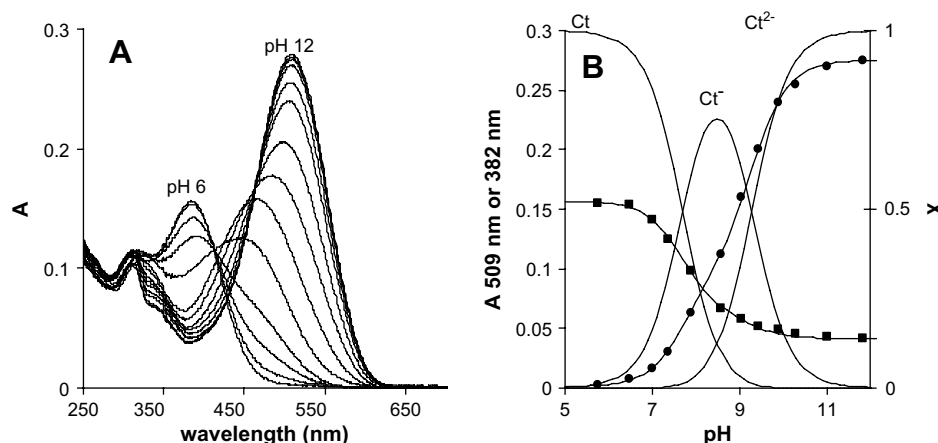 A
pH 12
pH 6
0.3
0.2
0.1
0
A
250
350
450
550
650
wavelength (nm)
B
Ct
Ct⁻
Ct²⁻
0.3
0.25
0.2
0.15
0.1
0.05
0
A 509 nm or 382 nm
1
0.5
0
χ
5
7
9
11
pH